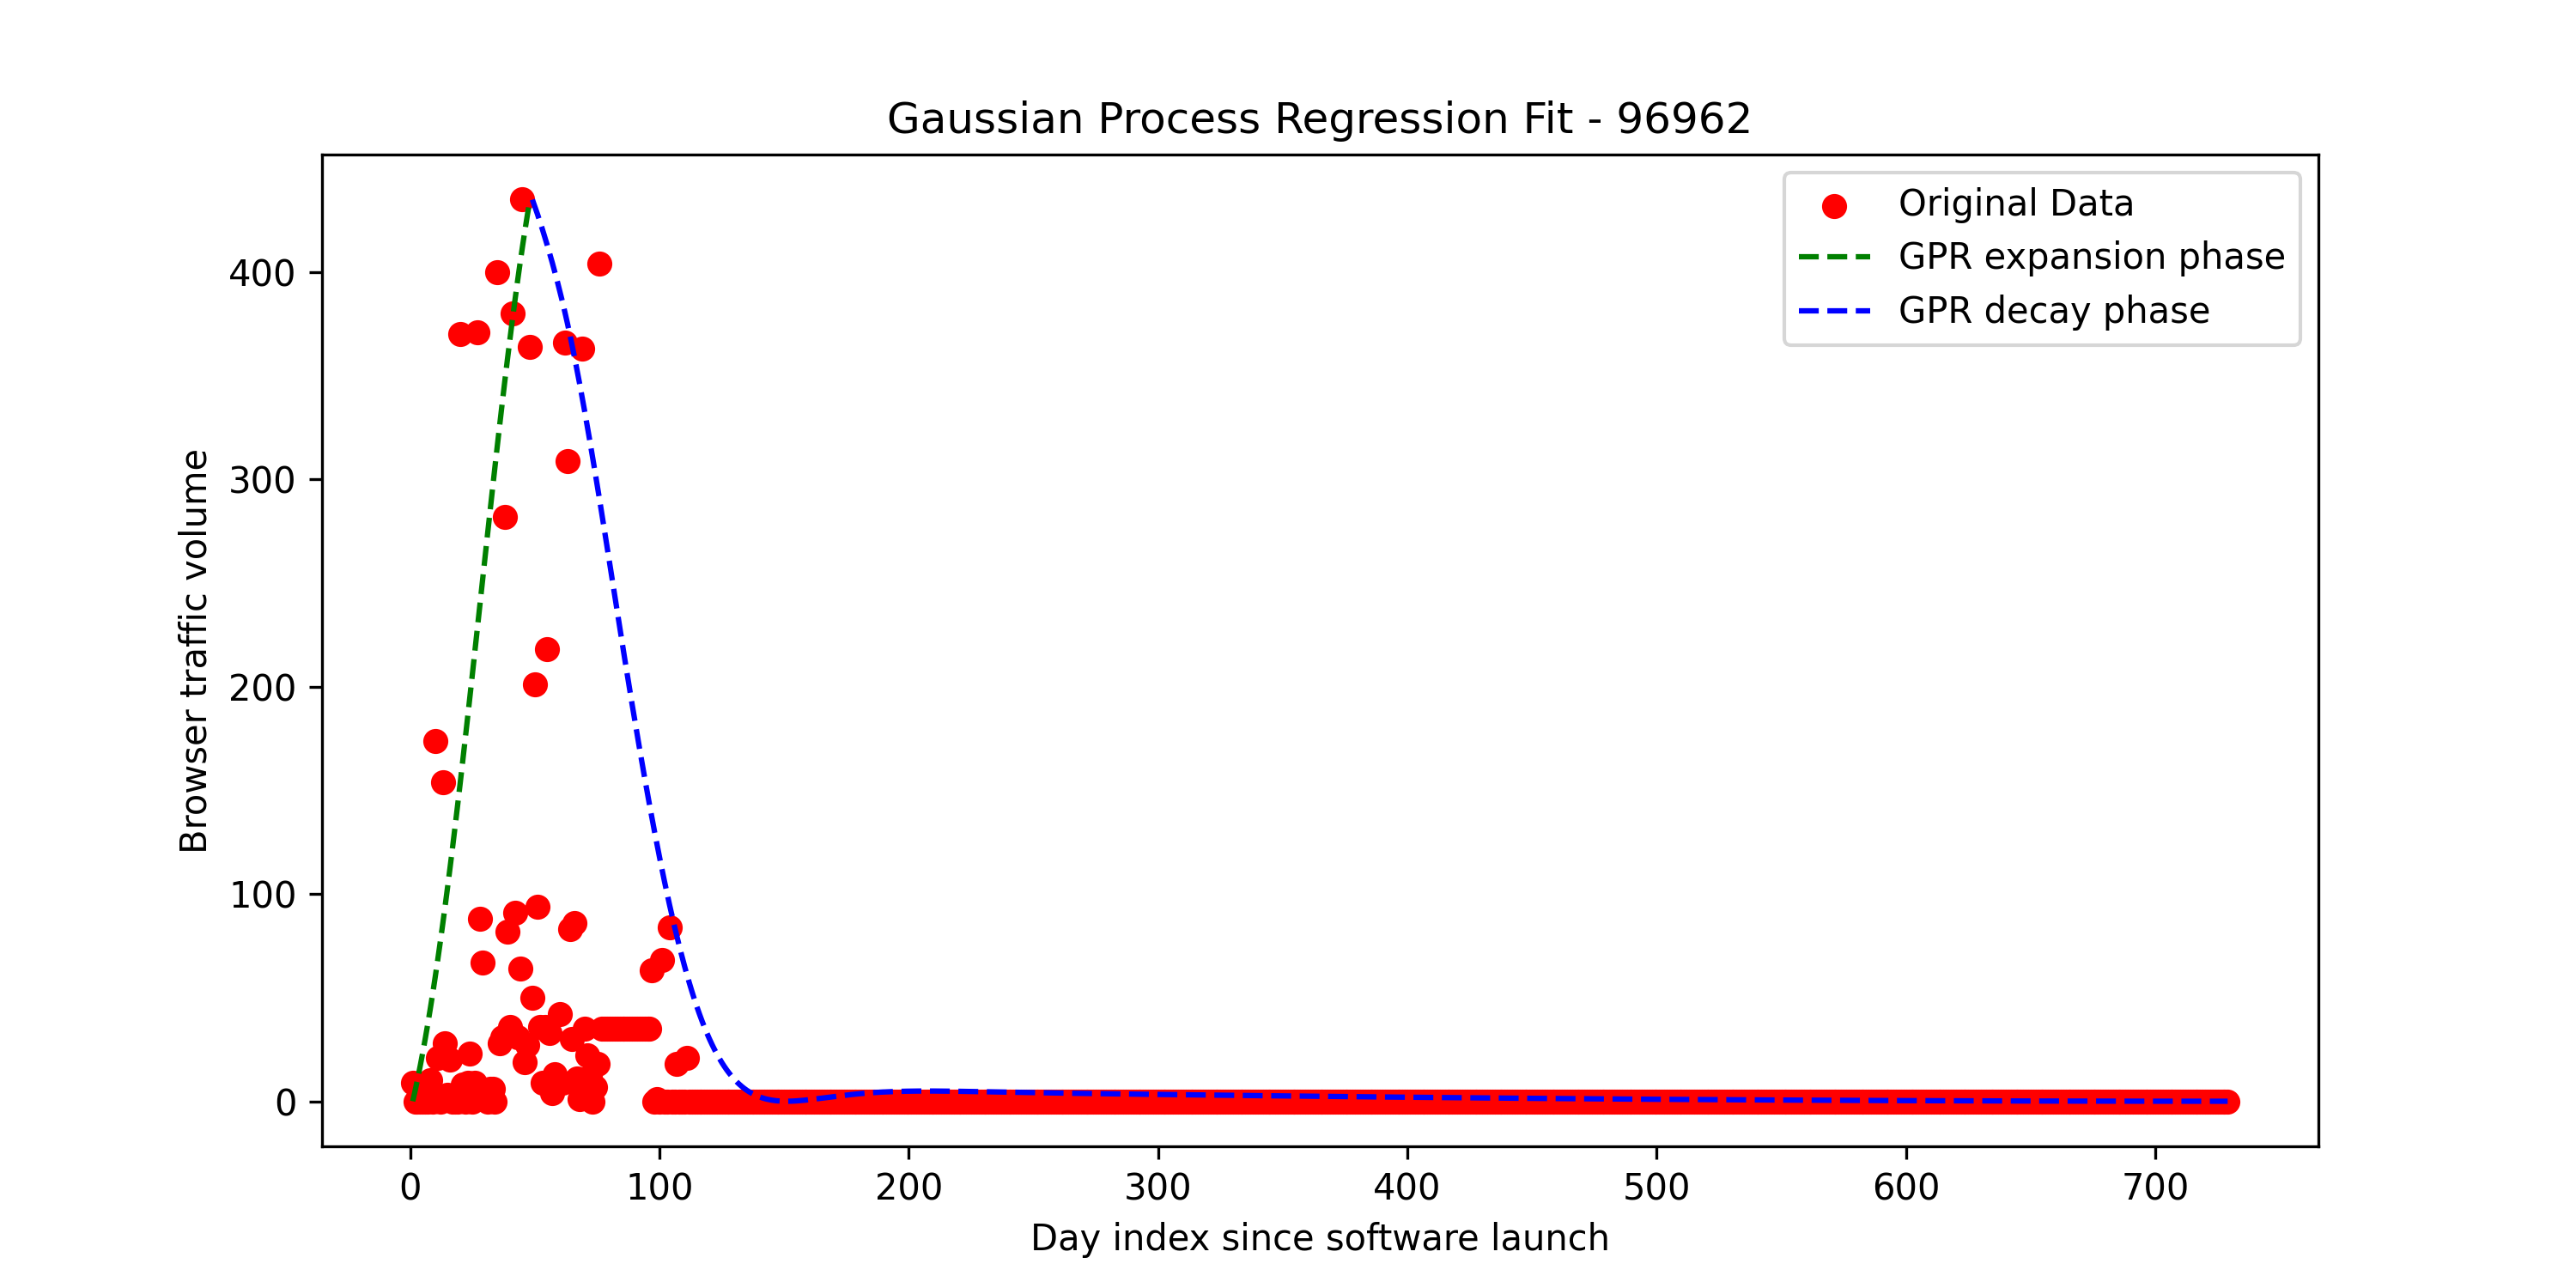 Gaussian Process Regression Fit - 96962
Original Data
GPR expansion phase
GPR decay phase
Browser traffic volume
400
300
200
100
0
0 100 200 300 400 500 600 700
Day index since software launch